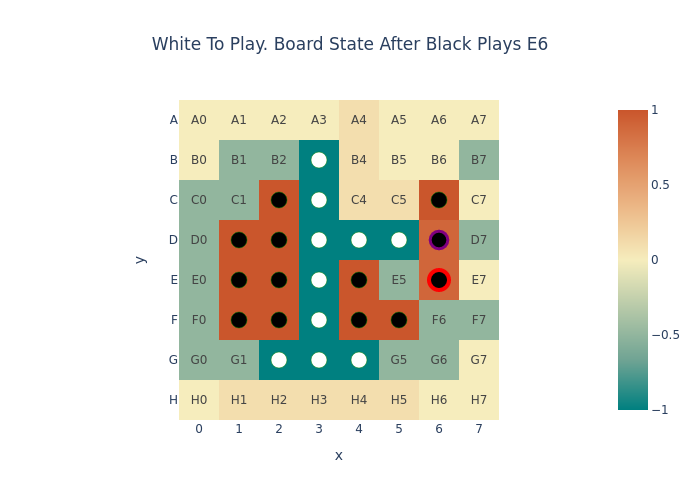 White To Play. Board State After Black Plays E6
A A0 A1 A2 A3 A4 A5 A6 A7
B B0 B1 B2 B4 B5 B6 B7
C C0 C1 C4 C5 C7
D D0 D7
E E0 E5 E7
F F0 F6 F7
G G0 G1 G5 G6 G7
H H0 H1 H2 H3 H4 H5 H6 H7
0 1 2 3 4 5 6 7
x
y
1
0.5
0
−0.5
−1